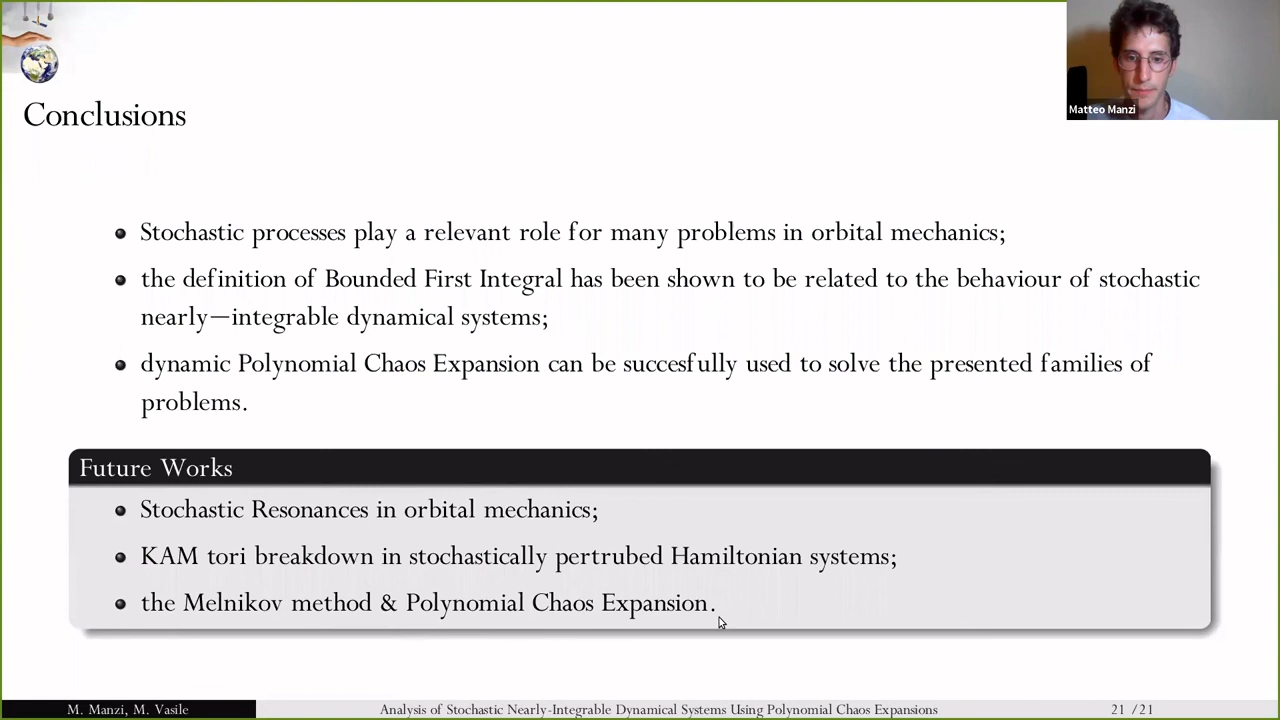 Matteo Manzi
Conclusions
Stochastic processes play a relevant role for many problems in orbital mechanics;
the definition of Bounded First Integral has been shown to be related to the behaviour of stochastic
nearly—integrable dynamical systems;
dynamic Polynomial Chaos Expansion can be succesfully used to solve the presented families of
problems.
Future Works
Stochastic Resonances in orbital mechanics;
KAM tori breakdown in stochastically pertrubed Hamiltonian systems;
the Melnikov method & Polynomial Chaos Expansion.
M. Manzi, M. Vasile
Analysis of Stochastic Nearly-Integrable Dynamical Systems Using Polynomial Chaos Expansions
21 /21